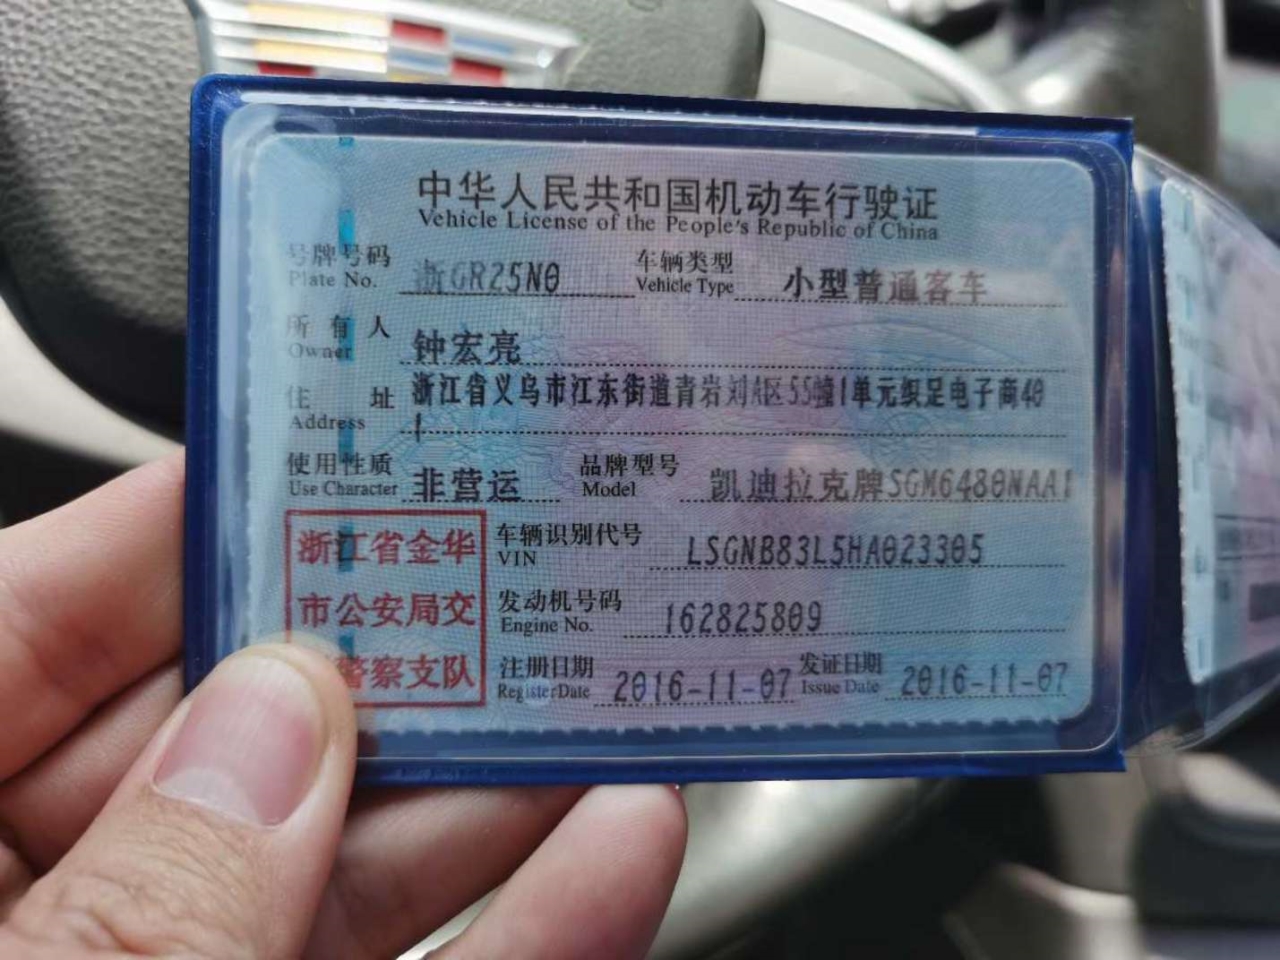 中华人民共和国机动车行驶证
Vehicle License of the People's Republic of China
号牌号码 浙GR25N0 车辆类型 小型普通客车
Plate No. Vehicle Type
所有人 钟宏亮
Owner
住址 浙江省义乌市江东街道青岩刘A区55幢1单元织足电子商40
Address 1
使用性质 非营运 品牌型号 凯迪拉克牌SGM6480NAA1
Use Character Model
浙江省金华 车辆识别代号 LSGNB83L5HA023305
VIN
市公安局交 发动机号码 162825809
Engine No.
警察支队 注册日期 2016-11-07 发证日期 2016-11-07
Register Date Issue Date